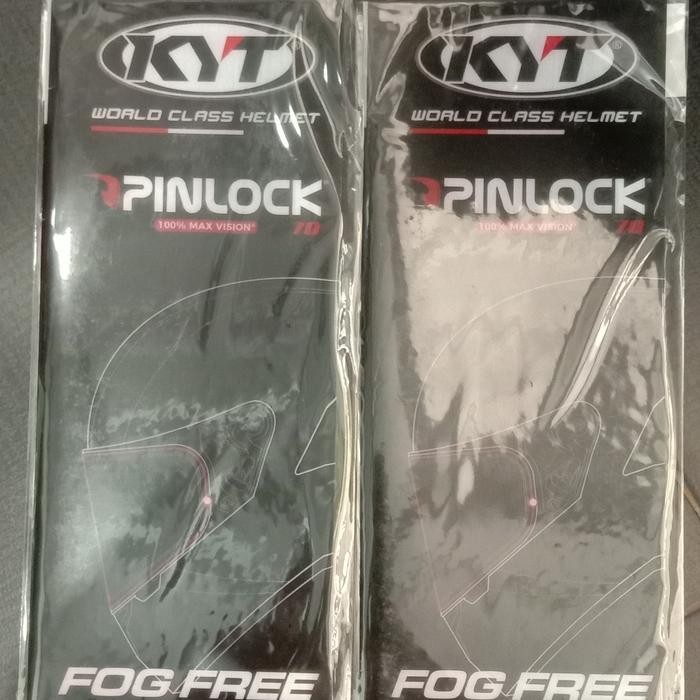 KYT
WORLD CLASS HELMET
PINLOCK®
100% MAX VISION®
70
FOG FREE
KYT®
WORLD CLASS HELMET
PINLOCK®
100% MAX VISION®
70
FOG FREE